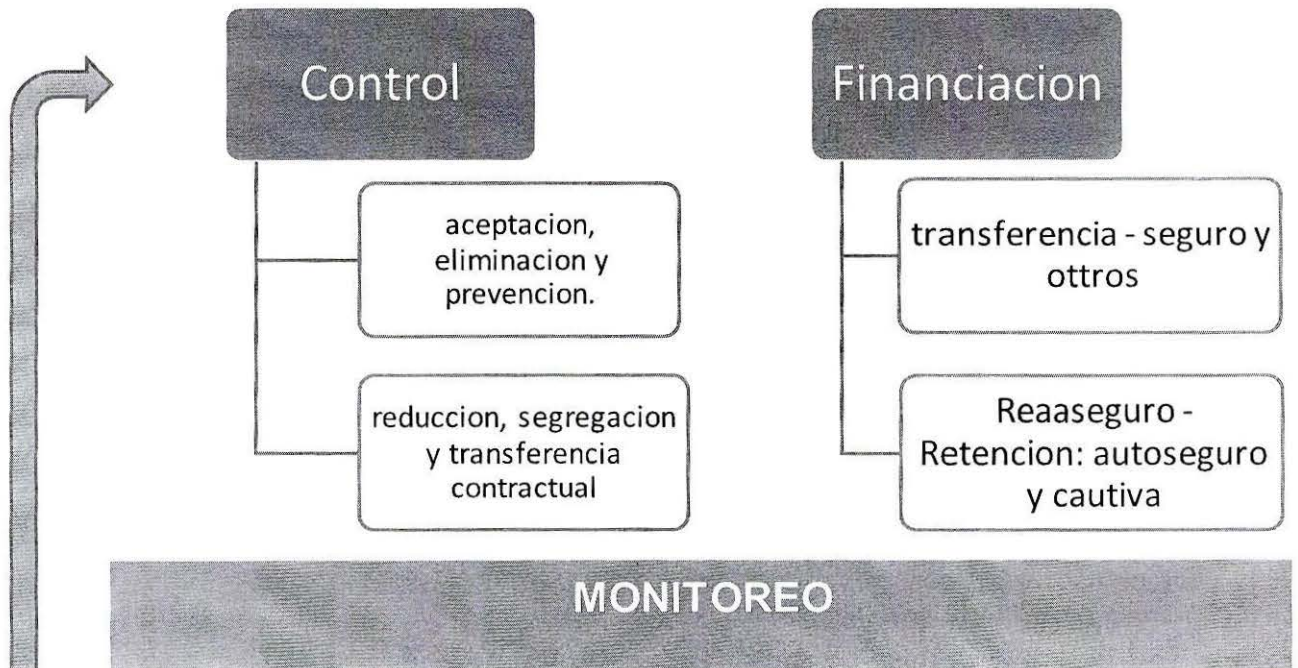 Control
aceptacion,
eliminacion y
prevencion.
reduccion, segregacion
y transferencia
contractual
Financiacion
transferencia - seguro y
ottros
Reaaseguro -
Retencion: autoseguro
y cautiva
MONITOREO